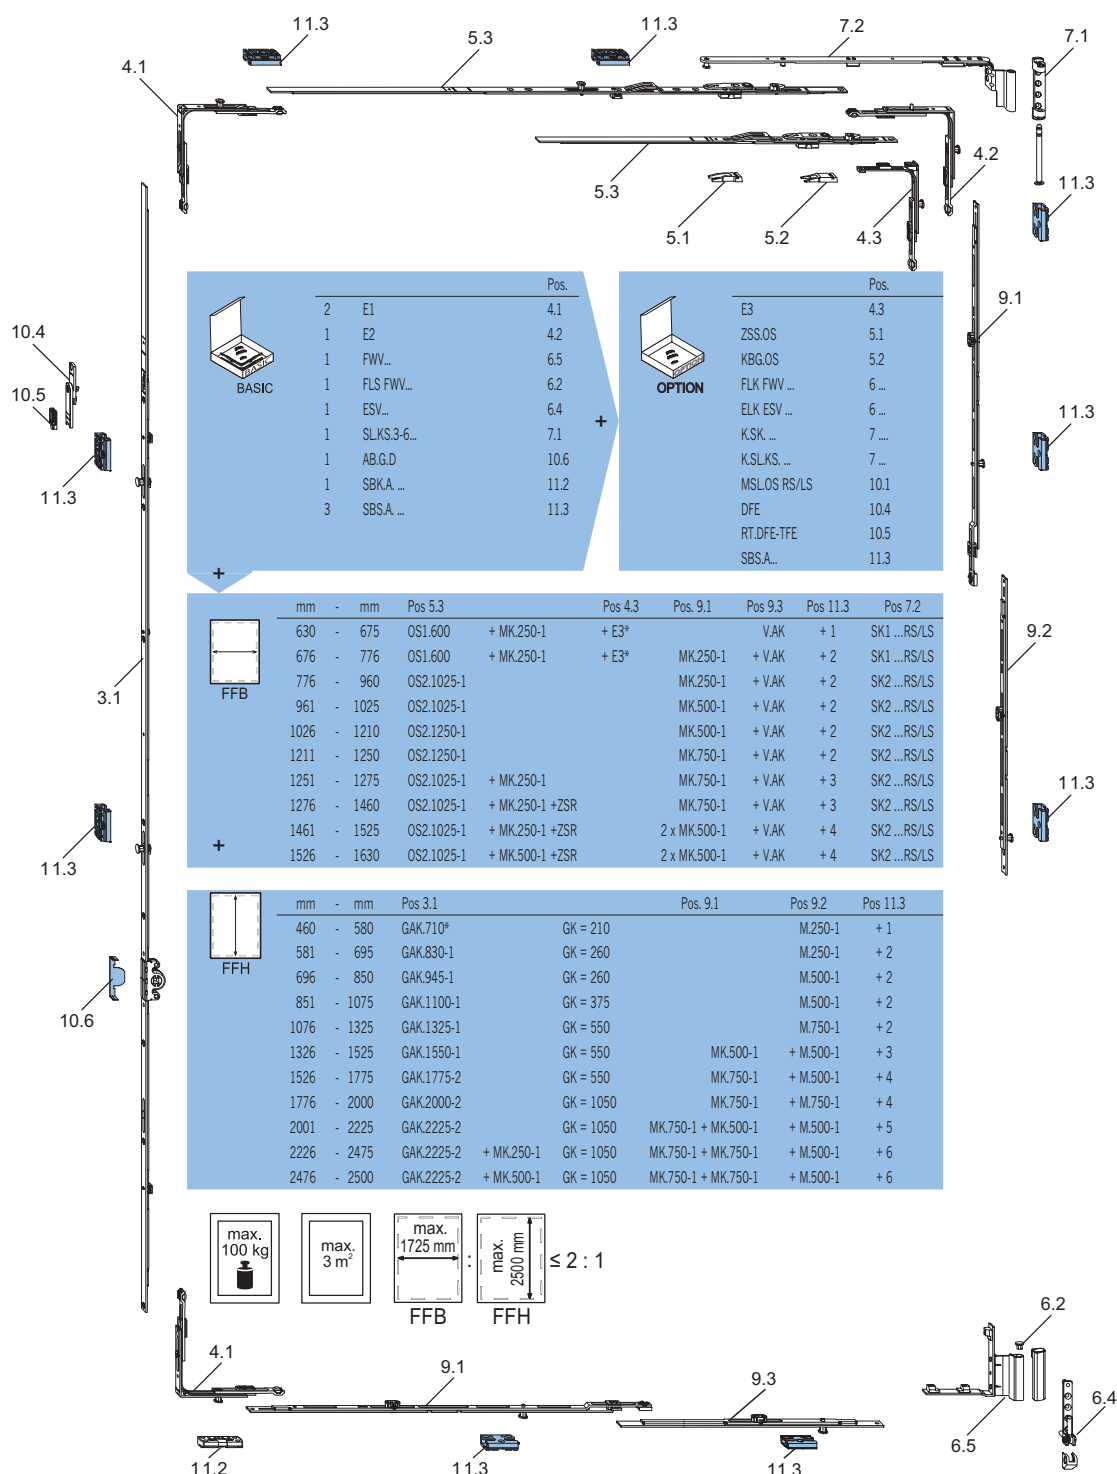 11.3
5.3
11.3
7.2
7.1
4.1
5.3
5.1
5.2
4.3
4.2
11.3
9.1
10.4
10.5
11.3
11.3
3.1
9.2
11.3
11.3
10.6
BASIC
BASIC
Pos.
2 E1 4.1
1 E2 4.2
1 FWV... 6.5
1 FLS FWV... 6.2
1 ESV... 6.4
1 SL.KS.3-6... 7.1
1 AB.G.D 10.6
1 SBK.A. ... 11.2
3 SBS.A. ... 11.3
+
OPTION
OPTION
Pos.
E3 4.3
ZSS.OS 5.1
KBG.OS 5.2
FLK FWV ... 6 ...
ELK ESV ... 6 ...
K.SK. ... 7 ....
K.SL.KS. ... 7 ...
MSL.OS RS/LS 10.1
DFE 10.4
RT.DFE-TFE 10.5
SBS.A... 11.3
+
FFB
mm - mm Pos 5.3 Pos 4.3 Pos. 9.1 Pos 9.3 Pos 11.3 Pos 7.2
630 - 675 OS1.600 + MK.250-1 + E3* V.AK + 1 SK1 ...RS/LS
676 - 776 OS1.600 + MK.250-1 + E3* MK.250-1 + V.AK + 2 SK1 ...RS/LS
776 - 960 OS2.1025-1 MK.250-1 + V.AK + 2 SK2 ...RS/LS
961 - 1025 OS2.1025-1 MK.500-1 + V.AK + 2 SK2 ...RS/LS
1026 - 1210 OS2.1250-1 MK.500-1 + V.AK + 2 SK2 ...RS/LS
1211 - 1250 OS2.1250-1 MK.750-1 + V.AK + 2 SK2 ...RS/LS
1251 - 1275 OS2.1025-1 + MK.250-1 MK.750-1 + V.AK + 3 SK2 ...RS/LS
1276 - 1460 OS2.1025-1 + MK.250-1 +ZSR MK.750-1 + V.AK + 3 SK2 ...RS/LS
1461 - 1525 OS2.1025-1 + MK.250-1 +ZSR 2 x MK.500-1 + V.AK + 4 SK2 ...RS/LS
1526 - 1630 OS2.1025-1 + MK.500-1 +ZSR 2 x MK.500-1 + V.AK + 4 SK2 ...RS/LS
+
FFH
mm - mm Pos 3.1 Pos. 9.1 Pos 9.2 Pos 11.3
460 - 580 GAK.710* GK = 210 M.250-1 + 1
581 - 695 GAK.830-1 GK = 260 M.250-1 + 2
696 - 850 GAK.945-1 GK = 260 M.500-1 + 2
851 - 1075 GAK.1100-1 GK = 375 M.500-1 + 2
1076 - 1325 GAK.1325-1 GK = 550 M.750-1 + 2
1326 - 1525 GAK.1550-1 GK = 550 MK.500-1 + M.500-1 + 3
1526 - 1775 GAK.1775-2 GK = 550 MK.750-1 + M.500-1 + 4
1776 - 2000 GAK.2000-2 GK = 1050 MK.750-1 + M.750-1 + 4
2001 - 2225 GAK.2225-2 GK = 1050 MK.750-1 + MK.500-1 + M.500-1 + 5
2226 - 2475 GAK.2225-2 + MK.250-1 GK = 1050 MK.750-1 + MK.750-1 + M.500-1 + 6
2476 - 2500 GAK.2225-2 + MK.500-1 GK = 1050 MK.750-1 + MK.750-1 + M.500-1 + 6
max.
100 kg
max.
3 m²
max.
1725 mm
FFB
:
max.
2500 mm
FFH
≤ 2 : 1
4.1
9.1
9.3
6.2
6.5
6.4
11.2
11.3
11.3